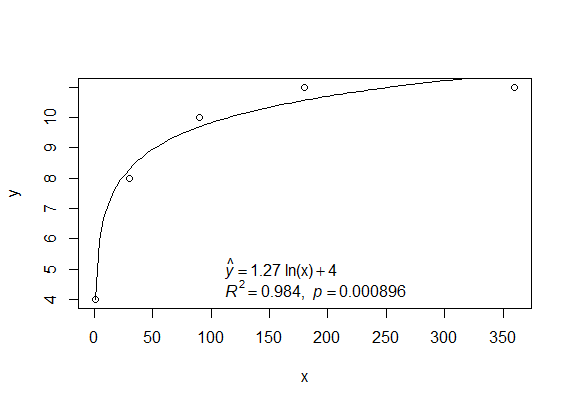 y
4 5 6 7 8 9 10
ŷ = 1.27 ln(x) + 4
R² = 0.984, p = 0.000896
0 50 100 150 200 250 300 350
x